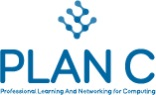 PLAN C
Professional Learning And Networking for Computing